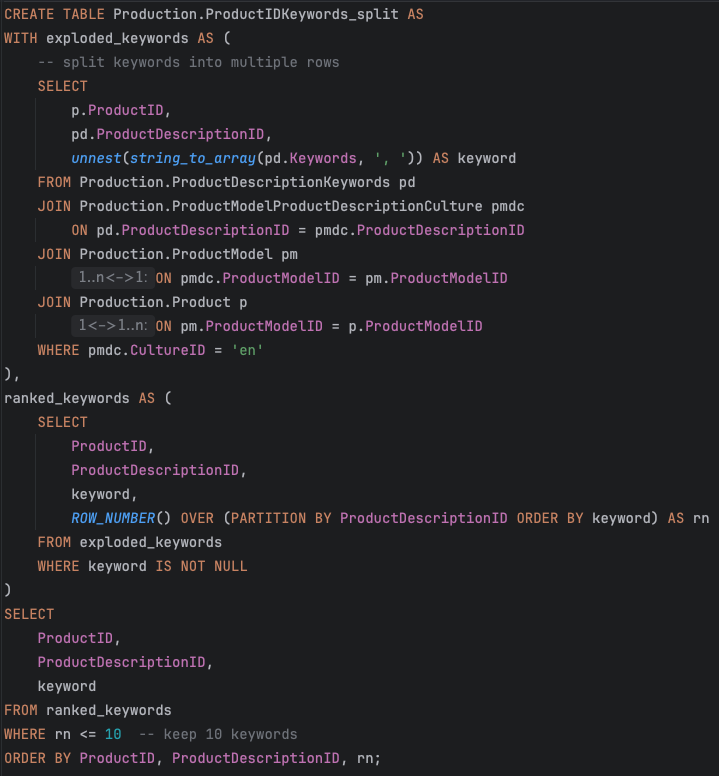 CREATE TABLE Production.ProductIDKeywords_split AS
WITH exploded_keywords AS (
    -- split keywords into multiple rows
    SELECT
        p.ProductID,
        pd.ProductDescriptionID,
        unnest(string_to_array(pd.Keywords, ', ')) AS keyword
    FROM Production.ProductDescriptionKeywords pd
    JOIN Production.ProductModelProductDescriptionCulture pmdc
        ON pd.ProductDescriptionID = pmdc.ProductDescriptionID
    JOIN Production.ProductModel pm
        1..n<->1: ON pmdc.ProductModelID = pm.ProductModelID
    JOIN Production.Product p
        1<->1..n: ON pm.ProductModelID = p.ProductModelID
    WHERE pmdc.CultureID = 'en'
),
ranked_keywords AS (
    SELECT
        ProductID,
        ProductDescriptionID,
        keyword,
        ROW_NUMBER() OVER (PARTITION BY ProductDescriptionID ORDER BY keyword) AS rn
    FROM exploded_keywords
    WHERE keyword IS NOT NULL
)
SELECT
    ProductID,
    ProductDescriptionID,
    keyword
FROM ranked_keywords
WHERE rn <= 10  -- keep 10 keywords
ORDER BY ProductID, ProductDescriptionID, rn;